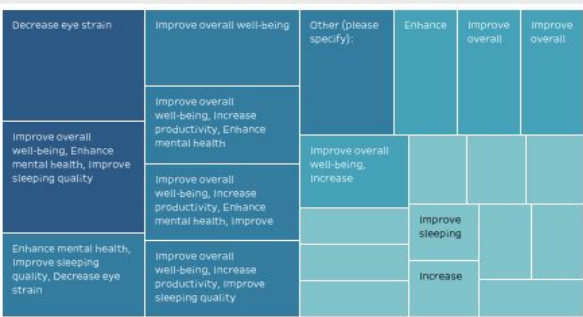 Decrease eye strain
Improve overall
well-being, Enhance
mental health, Improve
sleeping quality
Enhance mental health,
Improve sleeping
quality, Decrease eye
strain
Improve overall well-being
Improve overall
well-being, Increase
productivity, Enhance
mental health
Improve overall
well-being, Increase
productivity, Enhance
mental health, Improve
Improve overall
well-being, Increase
productivity, Improve
sleeping quality
Other (please
specify):
Enhance
Improve
overall
Improve
overall
Improve overall
well-being,
Increase
Improve
sleeping
Increase